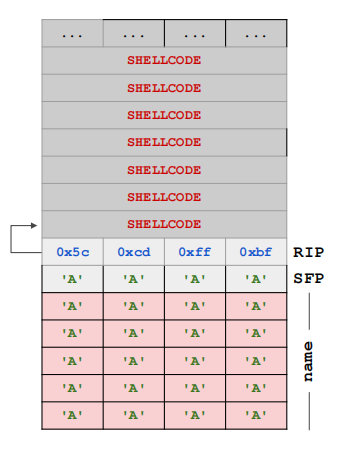 ... ... ... ...
SHELLCODE
SHELLCODE
SHELLCODE
SHELLCODE
SHELLCODE
SHELLCODE
SHELLCODE
0x5c 0xcd 0xff 0xbf RIP
'A' 'A' 'A' 'A' SFP
'A' 'A' 'A' 'A'
'A' 'A' 'A' 'A'
'A' 'A' 'A' 'A'
'A' 'A' 'A' 'A'
'A' 'A' 'A' 'A'
name